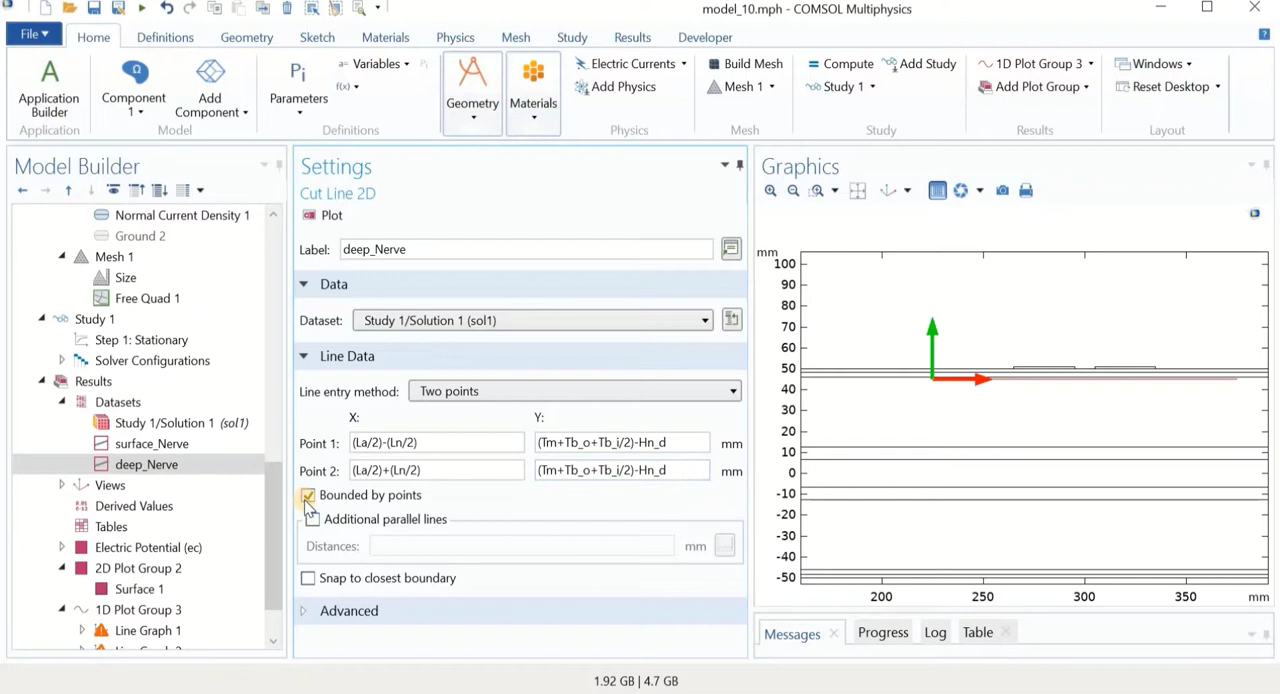 model_10.mph - COMSOL Multiphysics
File
Home
Definitions
Geometry
Sketch
Materials
Physics
Mesh
Study
Results
Developer
Application
Builder
Application
Component
1
Add
Component
Model
Pi
Parameters
a= Variables
Pi
f(x)
Definitions
Geometry
Materials
Electric Currents
Add Physics
Physics
Build Mesh
Mesh 1
Mesh
= Compute
Add Study
Study 1
Study
1D Plot Group 3
Add Plot Group
Results
Windows
Reset Desktop
Layout
Model Builder
Normal Current Density 1
Ground 2
Mesh 1
Size
Free Quad 1
Study 1
Step 1: Stationary
Solver Configurations
Results
Datasets
Study 1/Solution 1 (sol1)
surface_Nerve
deep_Nerve
Views
Derived Values
Tables
Electric Potential (ec)
2D Plot Group 2
Surface 1
1D Plot Group 3
Line Graph 1
Settings
Cut Line 2D
Plot
Label: deep_Nerve
Data
Dataset: Study 1/Solution 1 (sol1)
Line Data
Line entry method: Two points
X: Y:
Point 1: (La/2)-(Ln/2) (Tm+Tb_o+Tb_i/2)-Hn_d mm
Point 2: (La/2)+(Ln/2) (Tm+Tb_o+Tb_i/2)-Hn_d mm
Bounded by points
Additional parallel lines
Distances: mm
Snap to closest boundary
Advanced
Graphics
mm
100
90
80
70
60
50
40
30
20
10
0
-10
-20
-30
-40
-50
200 250 300 350 mm
Messages
Progress
Log
Table
1.92 GB | 4.7 GB